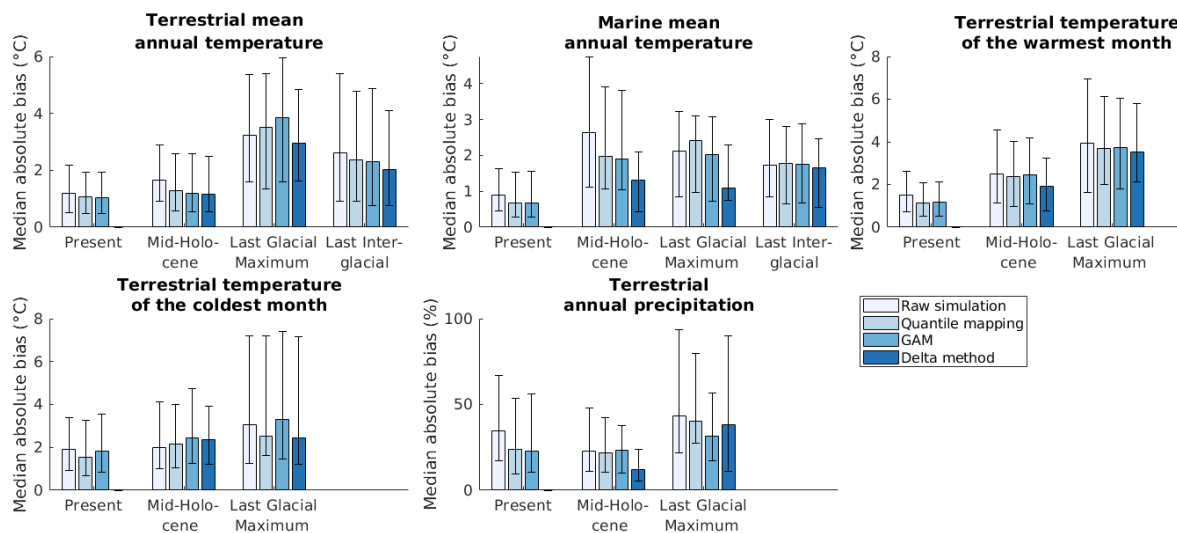 Terrestrial mean
annual temperature
Median absolute bias (°C)
6
4
2
0
Present
Mid-Holo-
cene
Last Glacial
Maximum
Last Inter-
glacial
Marine mean
annual temperature
Median absolute bias (°C)
4
3
2
1
0
Present
Mid-Holo-
cene
Last Glacial
Maximum
Last Inter-
glacial
Terrestrial temperature
of the warmest month
Median absolute bias (°C)
8
6
4
2
0
Present
Mid-Holo-
cene
Last Glacial
Maximum
Terrestrial temperature
of the coldest month
Median absolute bias (°C)
8
6
4
2
0
Present
Mid-Holo-
cene
Last Glacial
Maximum
Terrestrial
annual precipitation
Median absolute bias (%)
100
50
0
Present
Mid-Holo-
cene
Last Glacial
Maximum
Raw simulation
Quantile mapping
GAM
Delta method